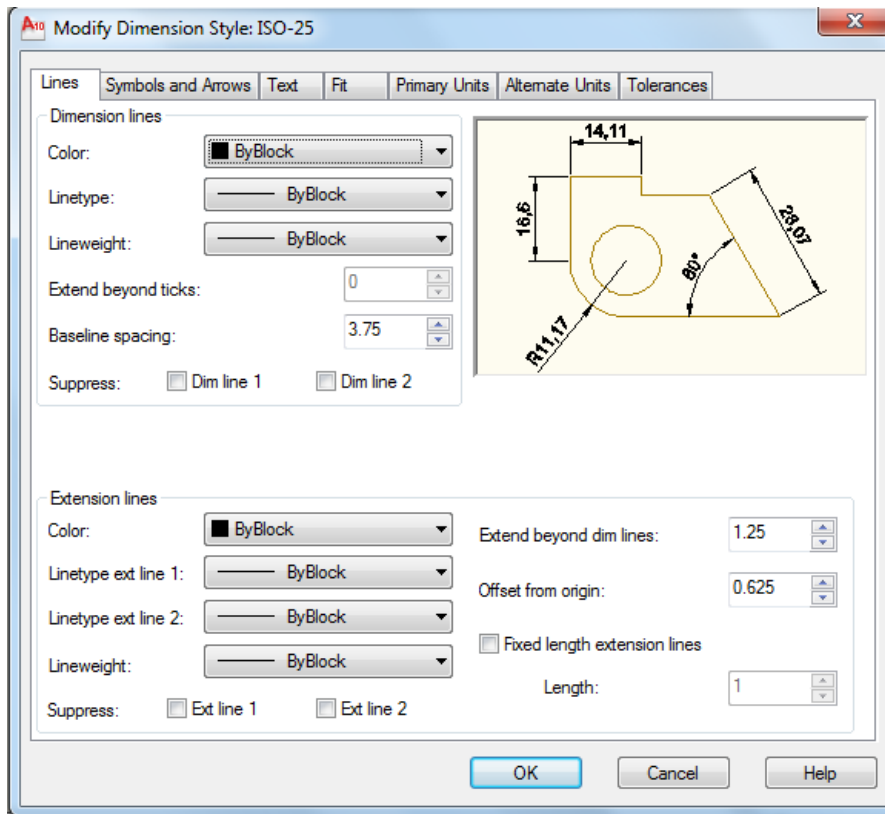 A10 Modify Dimension Style: ISO-25
Lines Symbols and Arrows Text Fit Primary Units Alternate Units Tolerances
Dimension lines
Color: ByBlock
Linetype: ByBlock
Lineweight: ByBlock
Extend beyond ticks: 0
Baseline spacing: 3.75
Suppress: Dim line 1 Dim line 2
14,11
16,6
28,07
60°
R11,17
Extension lines
Color: ByBlock
Linetype ext line 1: ByBlock
Linetype ext line 2: ByBlock
Lineweight: ByBlock
Suppress: Ext line 1 Ext line 2
Extend beyond dim lines: 1.25
Offset from origin: 0.625
Fixed length extension lines
Length: 1
OK Cancel Help